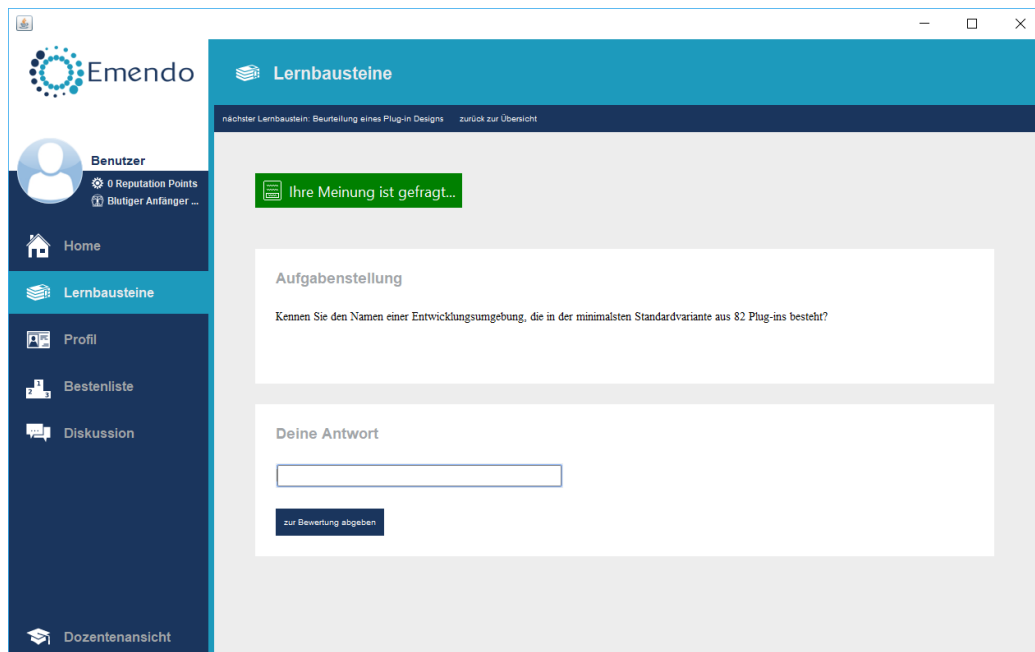 Emendo
Lernbausteine
nächster Lernbaustein: Beurteilung eines Plug-in Designs zurück zur Übersicht
Benutzer
0 Reputation Points
Blutiger Anfänger ...
Home
Lernbausteine
Profil
Bestenliste
Diskussion
Dozentenansicht
Ihre Meinung ist gefragt...
Aufgabenstellung
Kennen Sie den Namen einer Entwicklungsumgebung, die in der minimalsten Standardvariante aus 82 Plug-ins besteht?
Deine Antwort
zur Bewertung abgeben